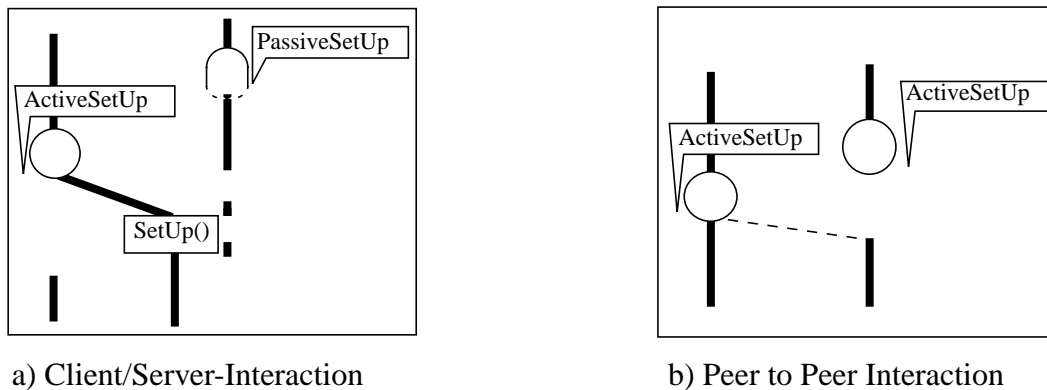 PassiveSetUp
ActiveSetUp
SetUp()
a) Client/Server-Interaction
ActiveSetUp
ActiveSetUp
b) Peer to Peer Interaction